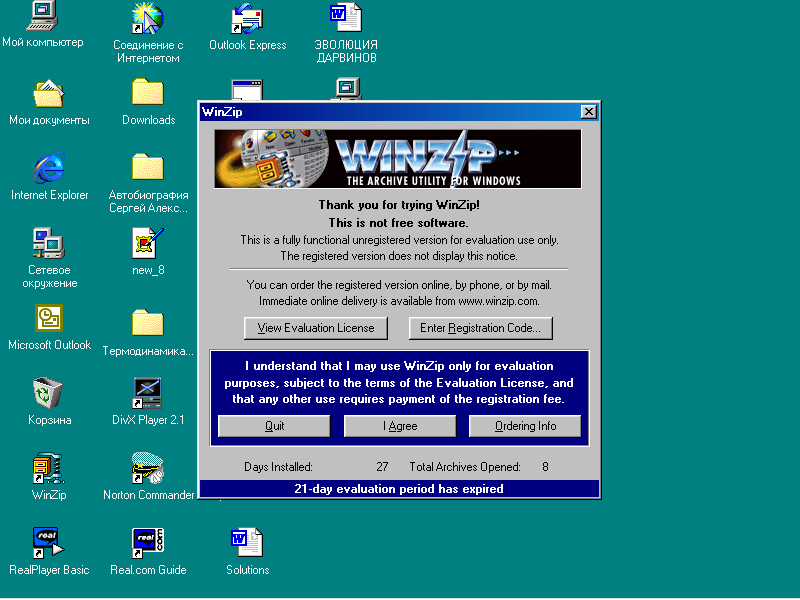 Мой компьютер
Соединение с
Интернетом
Outlook Express
ЭВОЛЮЦИЯ
ДАРВИНОВ
Мои документы
Downloads
Internet Explorer
Автобиография
Сергей Алекс...
Сетевое
окружение
new_8
Microsoft Outlook
Термодинамика...
Корзина
DivX Player 2.1
WinZip
Norton Commander
RealPlayer Basic
Real.com Guide
Solutions
WinZip
WINZIP
THE ARCHIVE UTILITY FOR WINDOWS
Thank you for trying WinZip!
This is not free software.
This is a fully functional unregistered version for evaluation use only.
The registered version does not display this notice.
You can order the registered version online, by phone, or by mail.
Immediate online delivery is available from www.winzip.com.
View Evaluation License
Enter Registration Code...
I understand that I may use WinZip only for evaluation
purposes, subject to the terms of the Evaluation License, and
that any other use requires payment of the registration fee.
Quit
I Agree
Ordering Info
Days Installed: 27 Total Archives Opened: 8
21-day evaluation period has expired